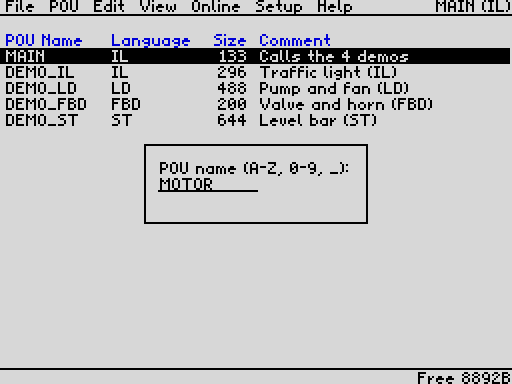 File POU Edit View Online Setup Help MAIN (IL)
POU Name Language Size Comment
MAIN IL 133 Calls the 4 demos
DEMO_IL IL 296 Traffic light (IL)
DEMO_LD LD 488 Pump and fan (LD)
DEMO_FBD FBD 200 Valve and horn (FBD)
DEMO_ST ST 644 Level bar (ST)
POU name (A-Z, 0-9, _):
MOTOR
Free 8892B